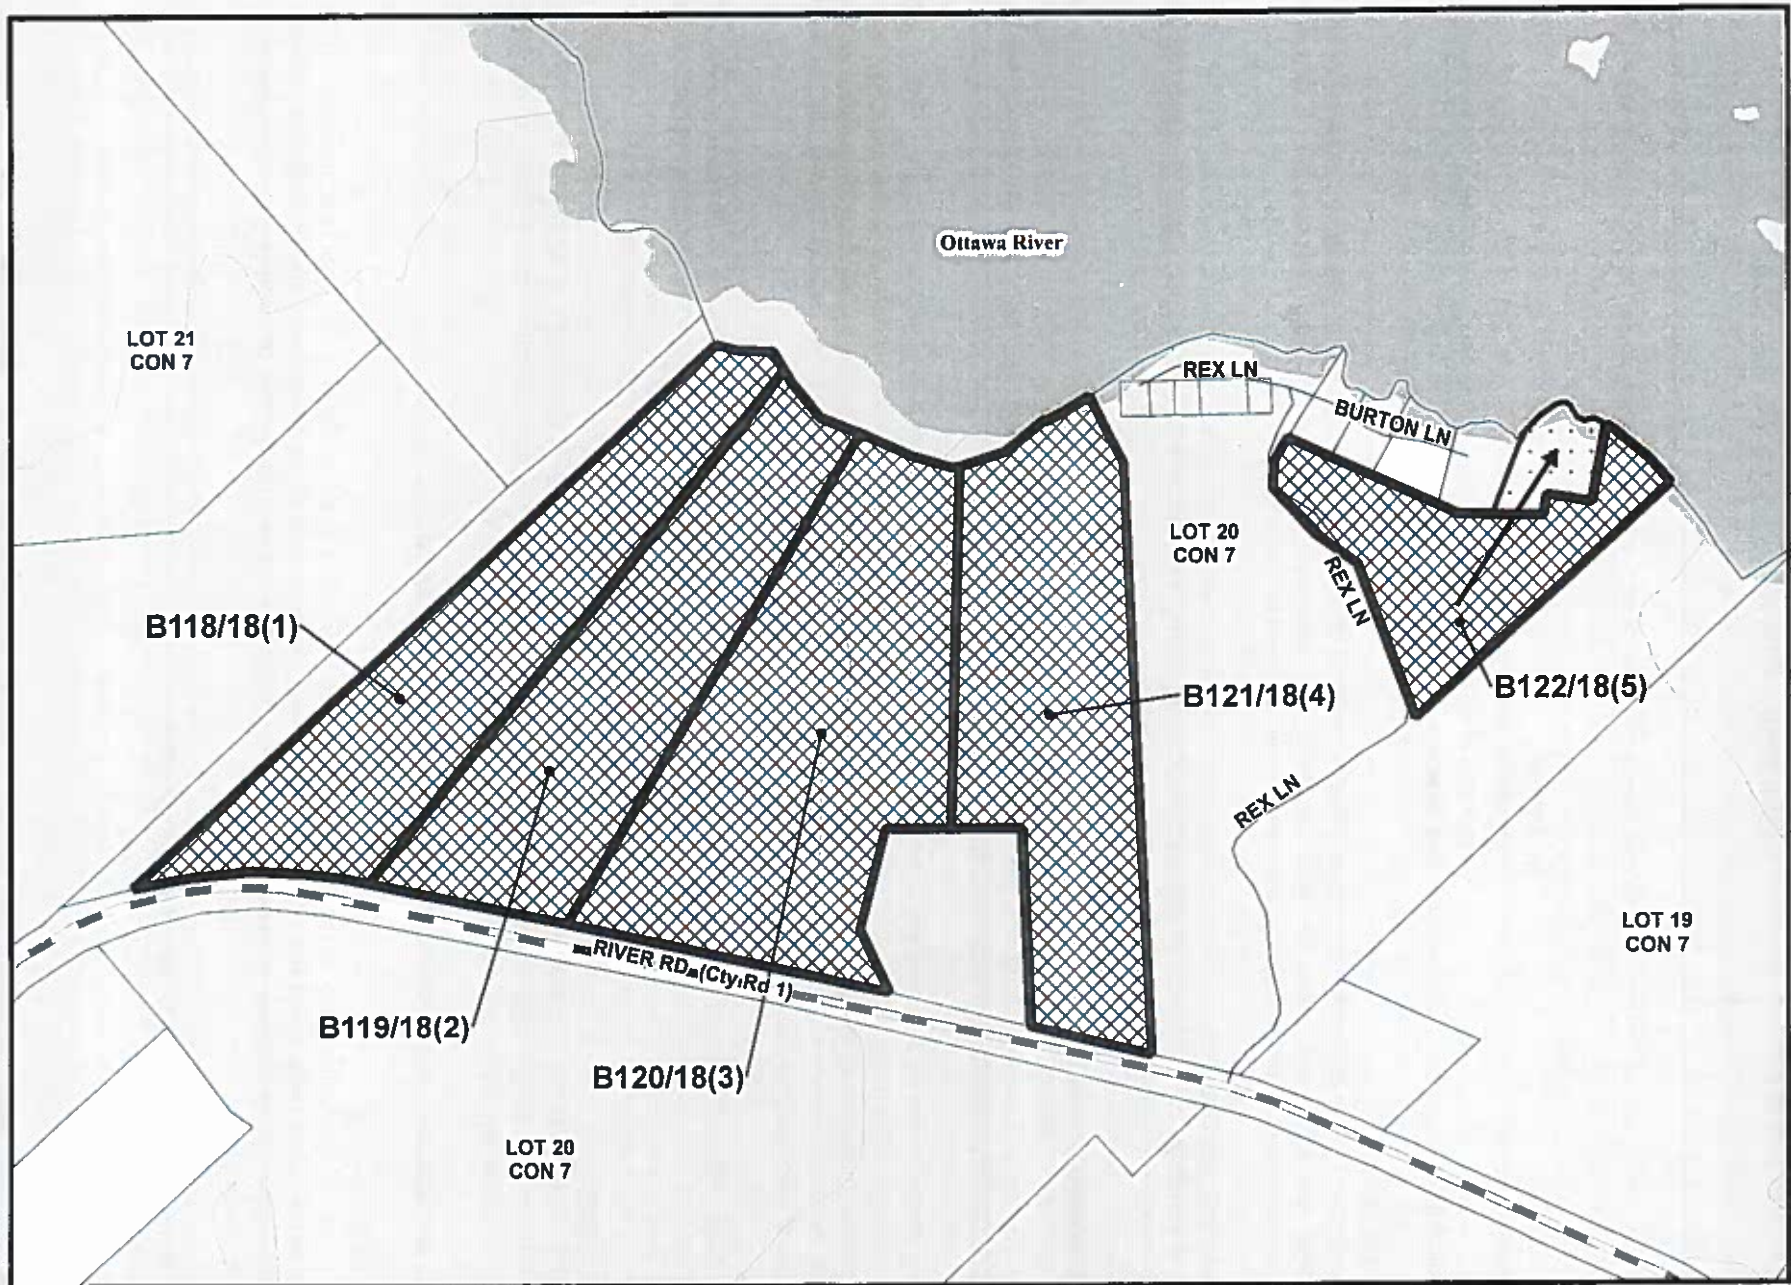 Ottawa River
LOT 21
CON 7
REX LN
BURTON LN
LOT 20
CON 7
REX LN
B118/18(1)
B121/18(4)
B122/18(5)
REX LN
LOT 19
CON 7
RIVER RD (Cty Rd 1)
B119/18(2)
B120/18(3)
LOT 20
CON 7